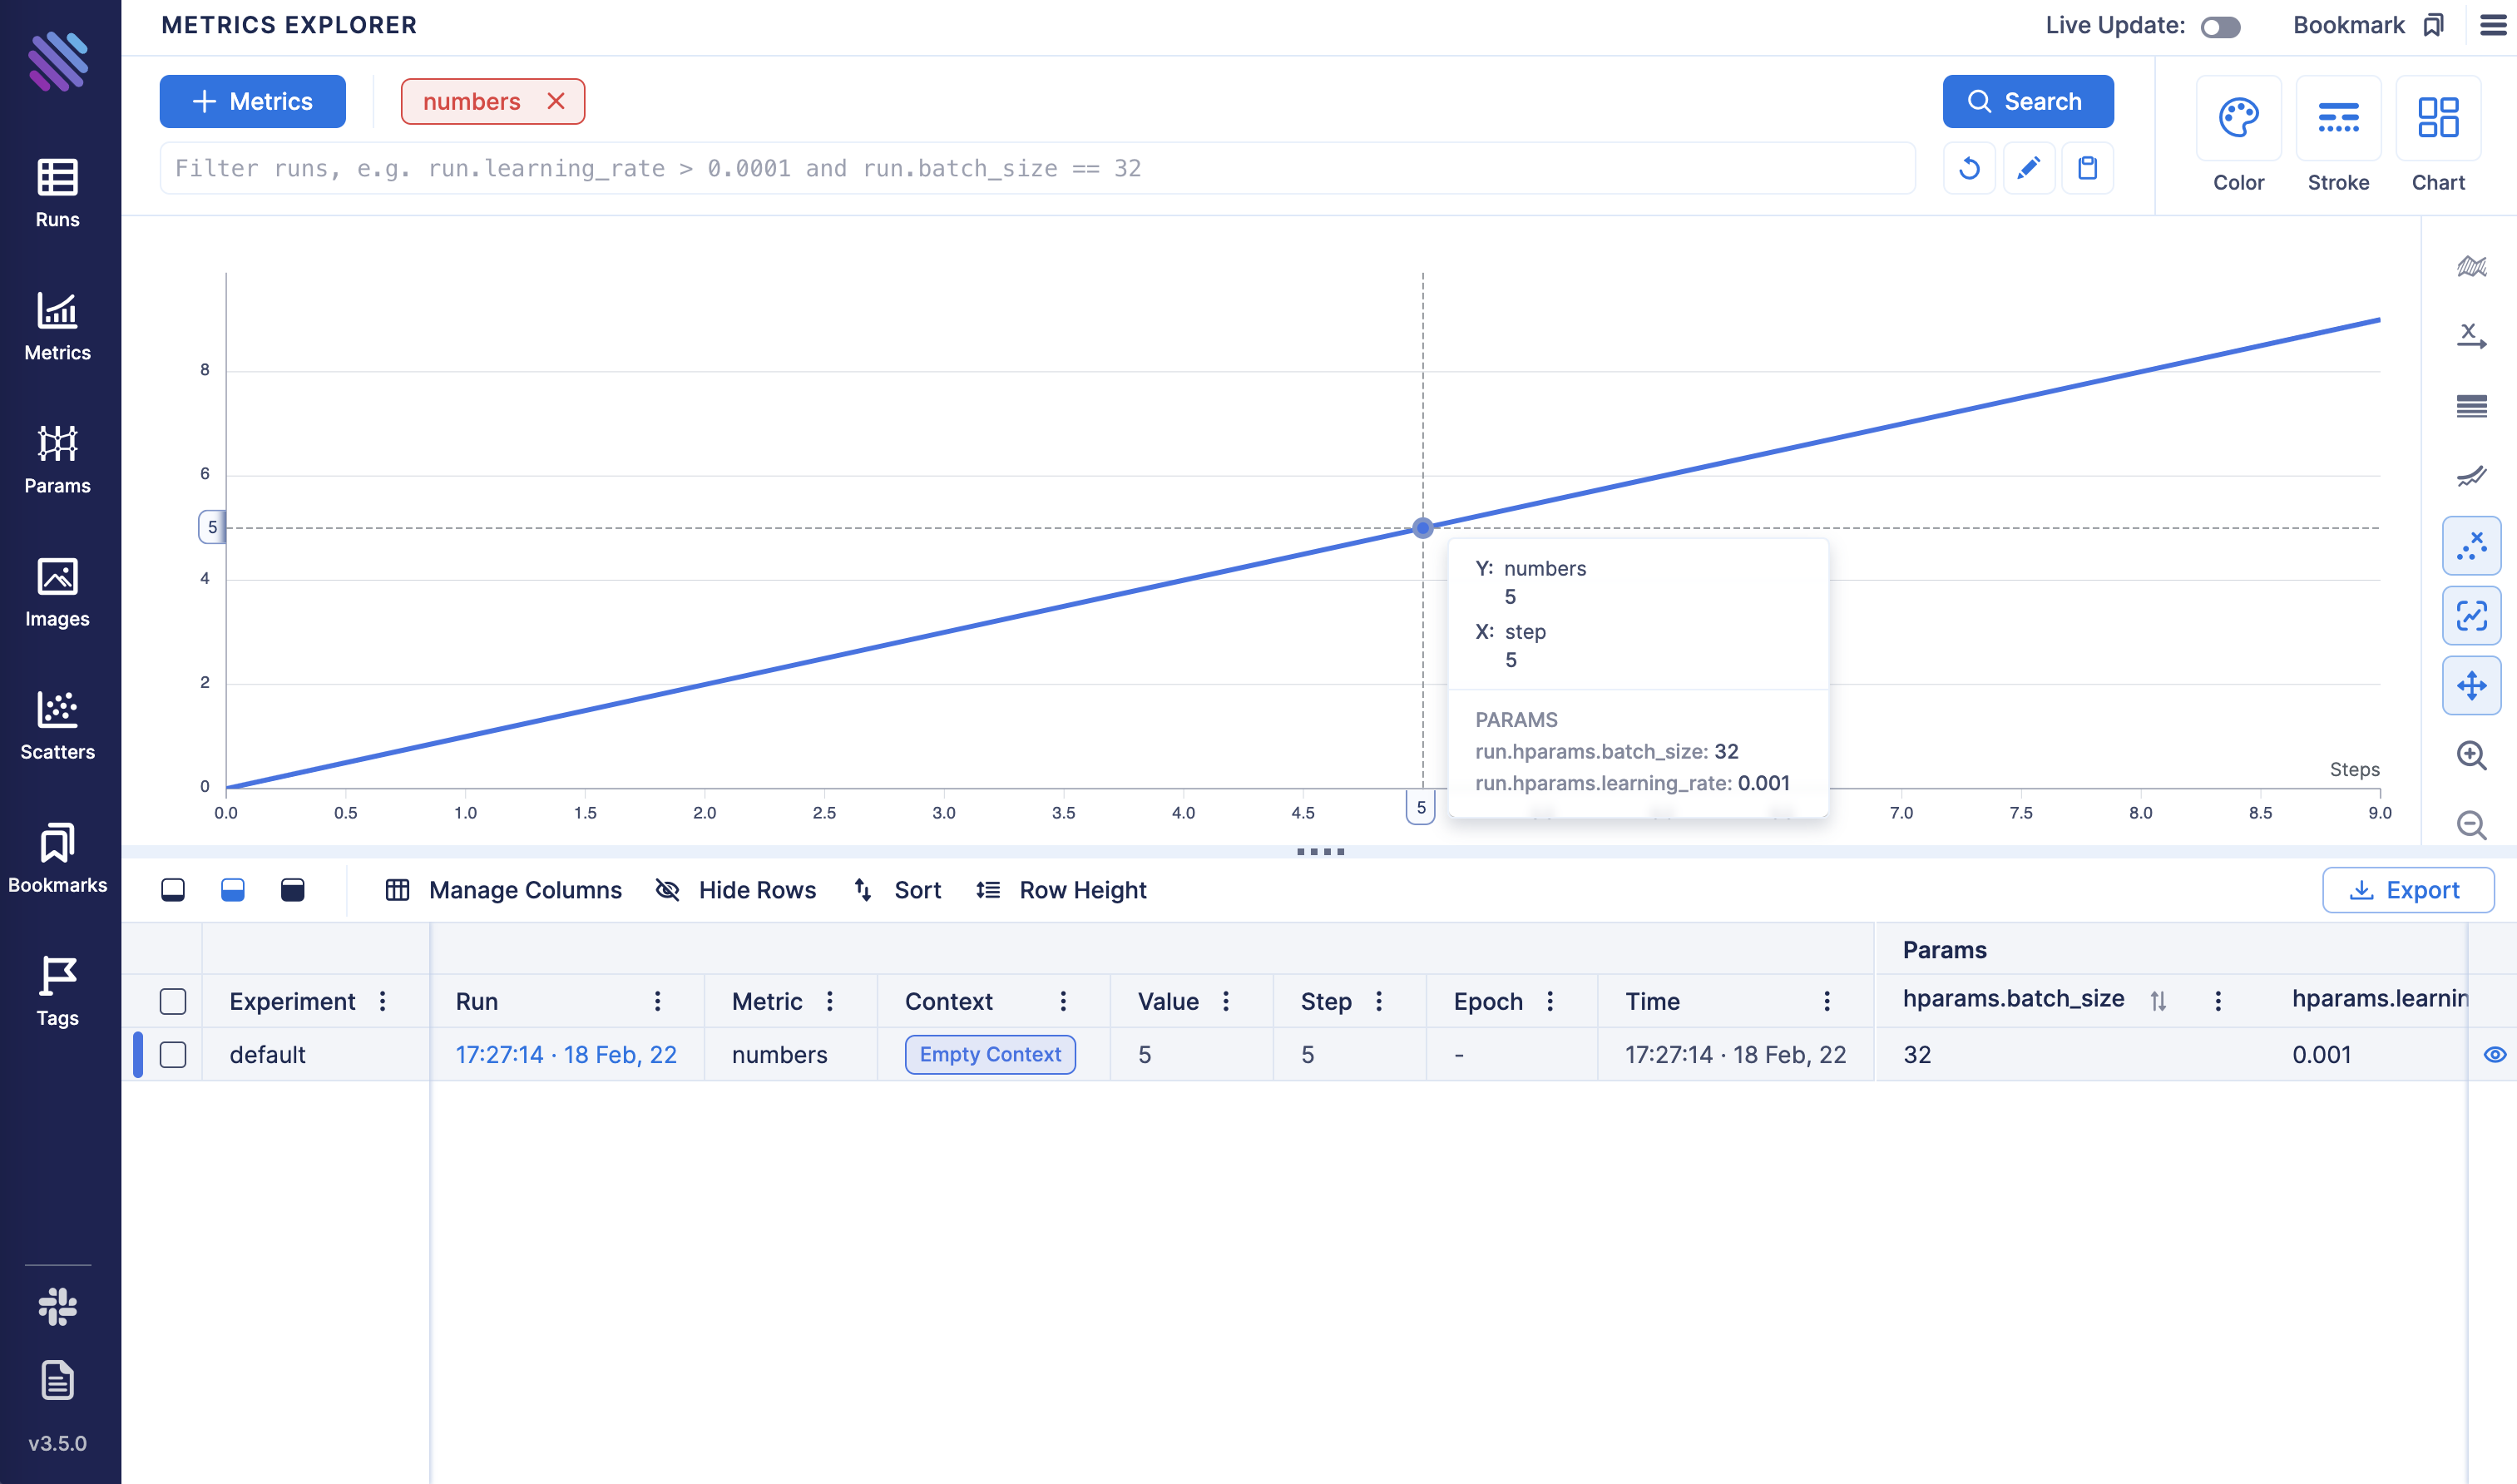 METRICS EXPLORER
Live Update:
Bookmark
Metrics
numbers
Search
Filter runs, e.g. run.learning_rate > 0.0001 and run.batch_size == 32
Color
Stroke
Chart
Runs
Metrics
Params
Images
Scatters
Bookmarks
Tags
v3.5.0
8
6
5
4
2
0
Y: numbers
5
X: step
5
PARAMS
run.hparams.batch_size: 32
run.hparams.learning_rate: 0.001
Steps
0.0 0.5 1.0 1.5 2.0 2.5 3.0 3.5 4.0 4.5 5 7.0 7.5 8.0 8.5 9.0
Manage Columns Hide Rows Sort Row Height
Export
Params
Experiment Run Metric Context Value Step Epoch Time hparams.batch_size hparams.learnin
default 17:27:14 · 18 Feb, 22 numbers Empty Context 5 5 - 17:27:14 · 18 Feb, 22 32 0.001